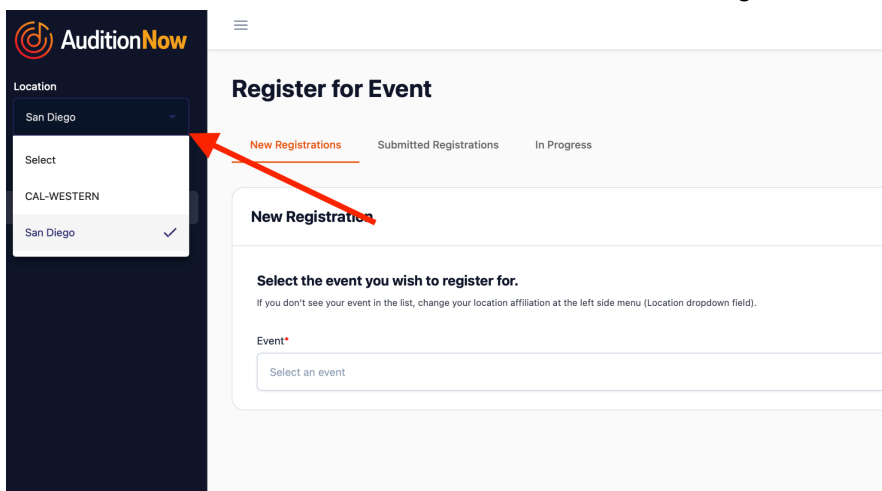 AuditionNow
Location
San Diego
Select
CAL-WESTERN
San Diego
Register for Event
New Registrations Submitted Registrations In Progress
New Registration
Select the event you wish to register for.
If you don't see your event in the list, change your location affiliation at the left side menu (Location dropdown field).
Event*
Select an event